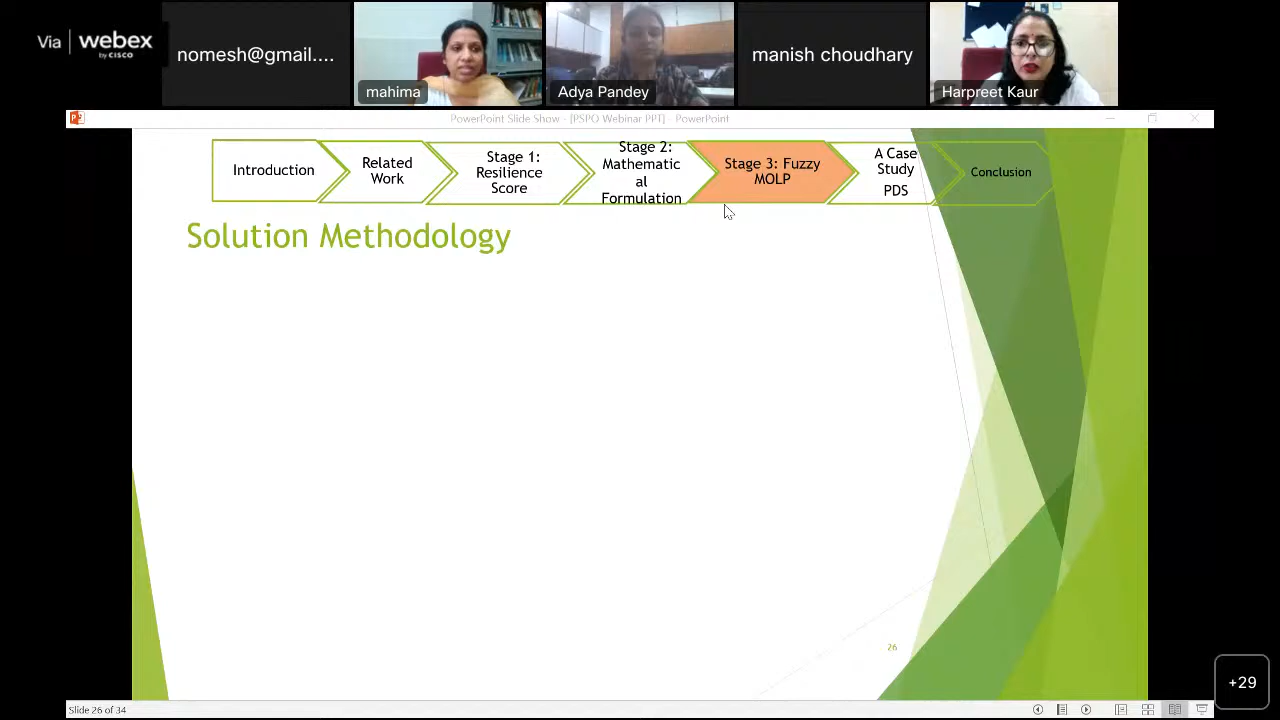 Via webex
by CISCO
nomesh@gmail....
mahima
Adya Pandey
manish choudhary
Harpreet Kaur
PowerPoint Slide Show - [PSPO Webinar PPT] - PowerPoint
Introduction
Related
Work
Stage 1:
Resilience
Score
Stage 2:
Mathematic
al
Formulation
Stage 3: Fuzzy
MOLP
A Case
Study
PDS
Conclusion
Solution Methodology
26
+29
Slide 26 of 34